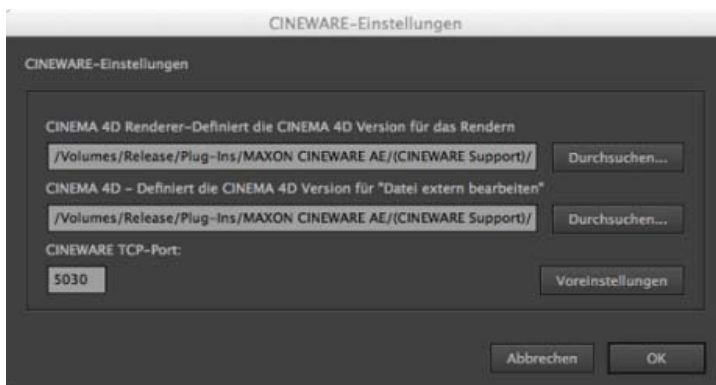 CINEWARE-Einstellungen
CINEWARE-Einstellungen
CINEMA 4D Renderer-Definiert die CINEMA 4D Version für das Rendern
/Volumes/Release/Plug-Ins/MAXON CINEWARE AE/(CINEWARE Support)/
Durchsuchen...
CINEMA 4D - Definiert die CINEMA 4D Version für "Datei extern bearbeiten"
/Volumes/Release/Plug-Ins/MAXON CINEWARE AE/(CINEWARE Support)/
Durchsuchen...
CINEWARE TCP-Port:
5030
Voreinstellungen
Abbrechen
OK